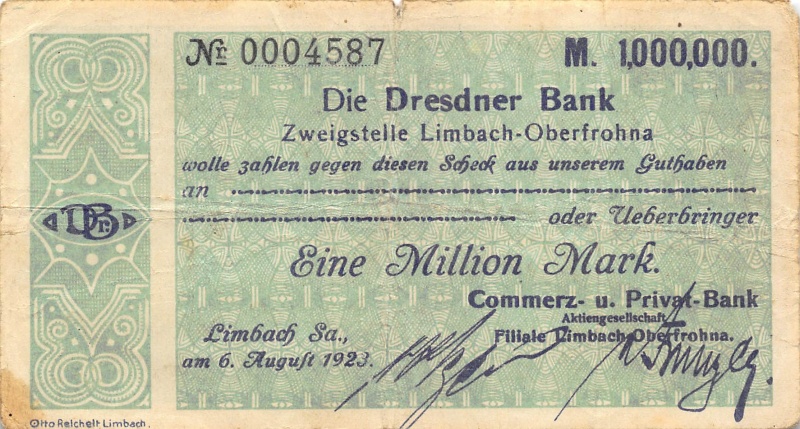 Nr 0004587 M. 1,000,000.
Die Dresdner Bank
Zweigstelle Limbach-Oberfrohna
wolle zahlen gegen diesen Scheck aus unserem Guthaben
an
oder Ueberbringer
DBr.
Eine Million Mark.
Commerz- u. Privat-Bank
Aktiengesellschaft
Limbach Sa.,
Filiale Limbach-Oberfrohna.
am 6. August 1923.
Otto Reichelt Limbach.